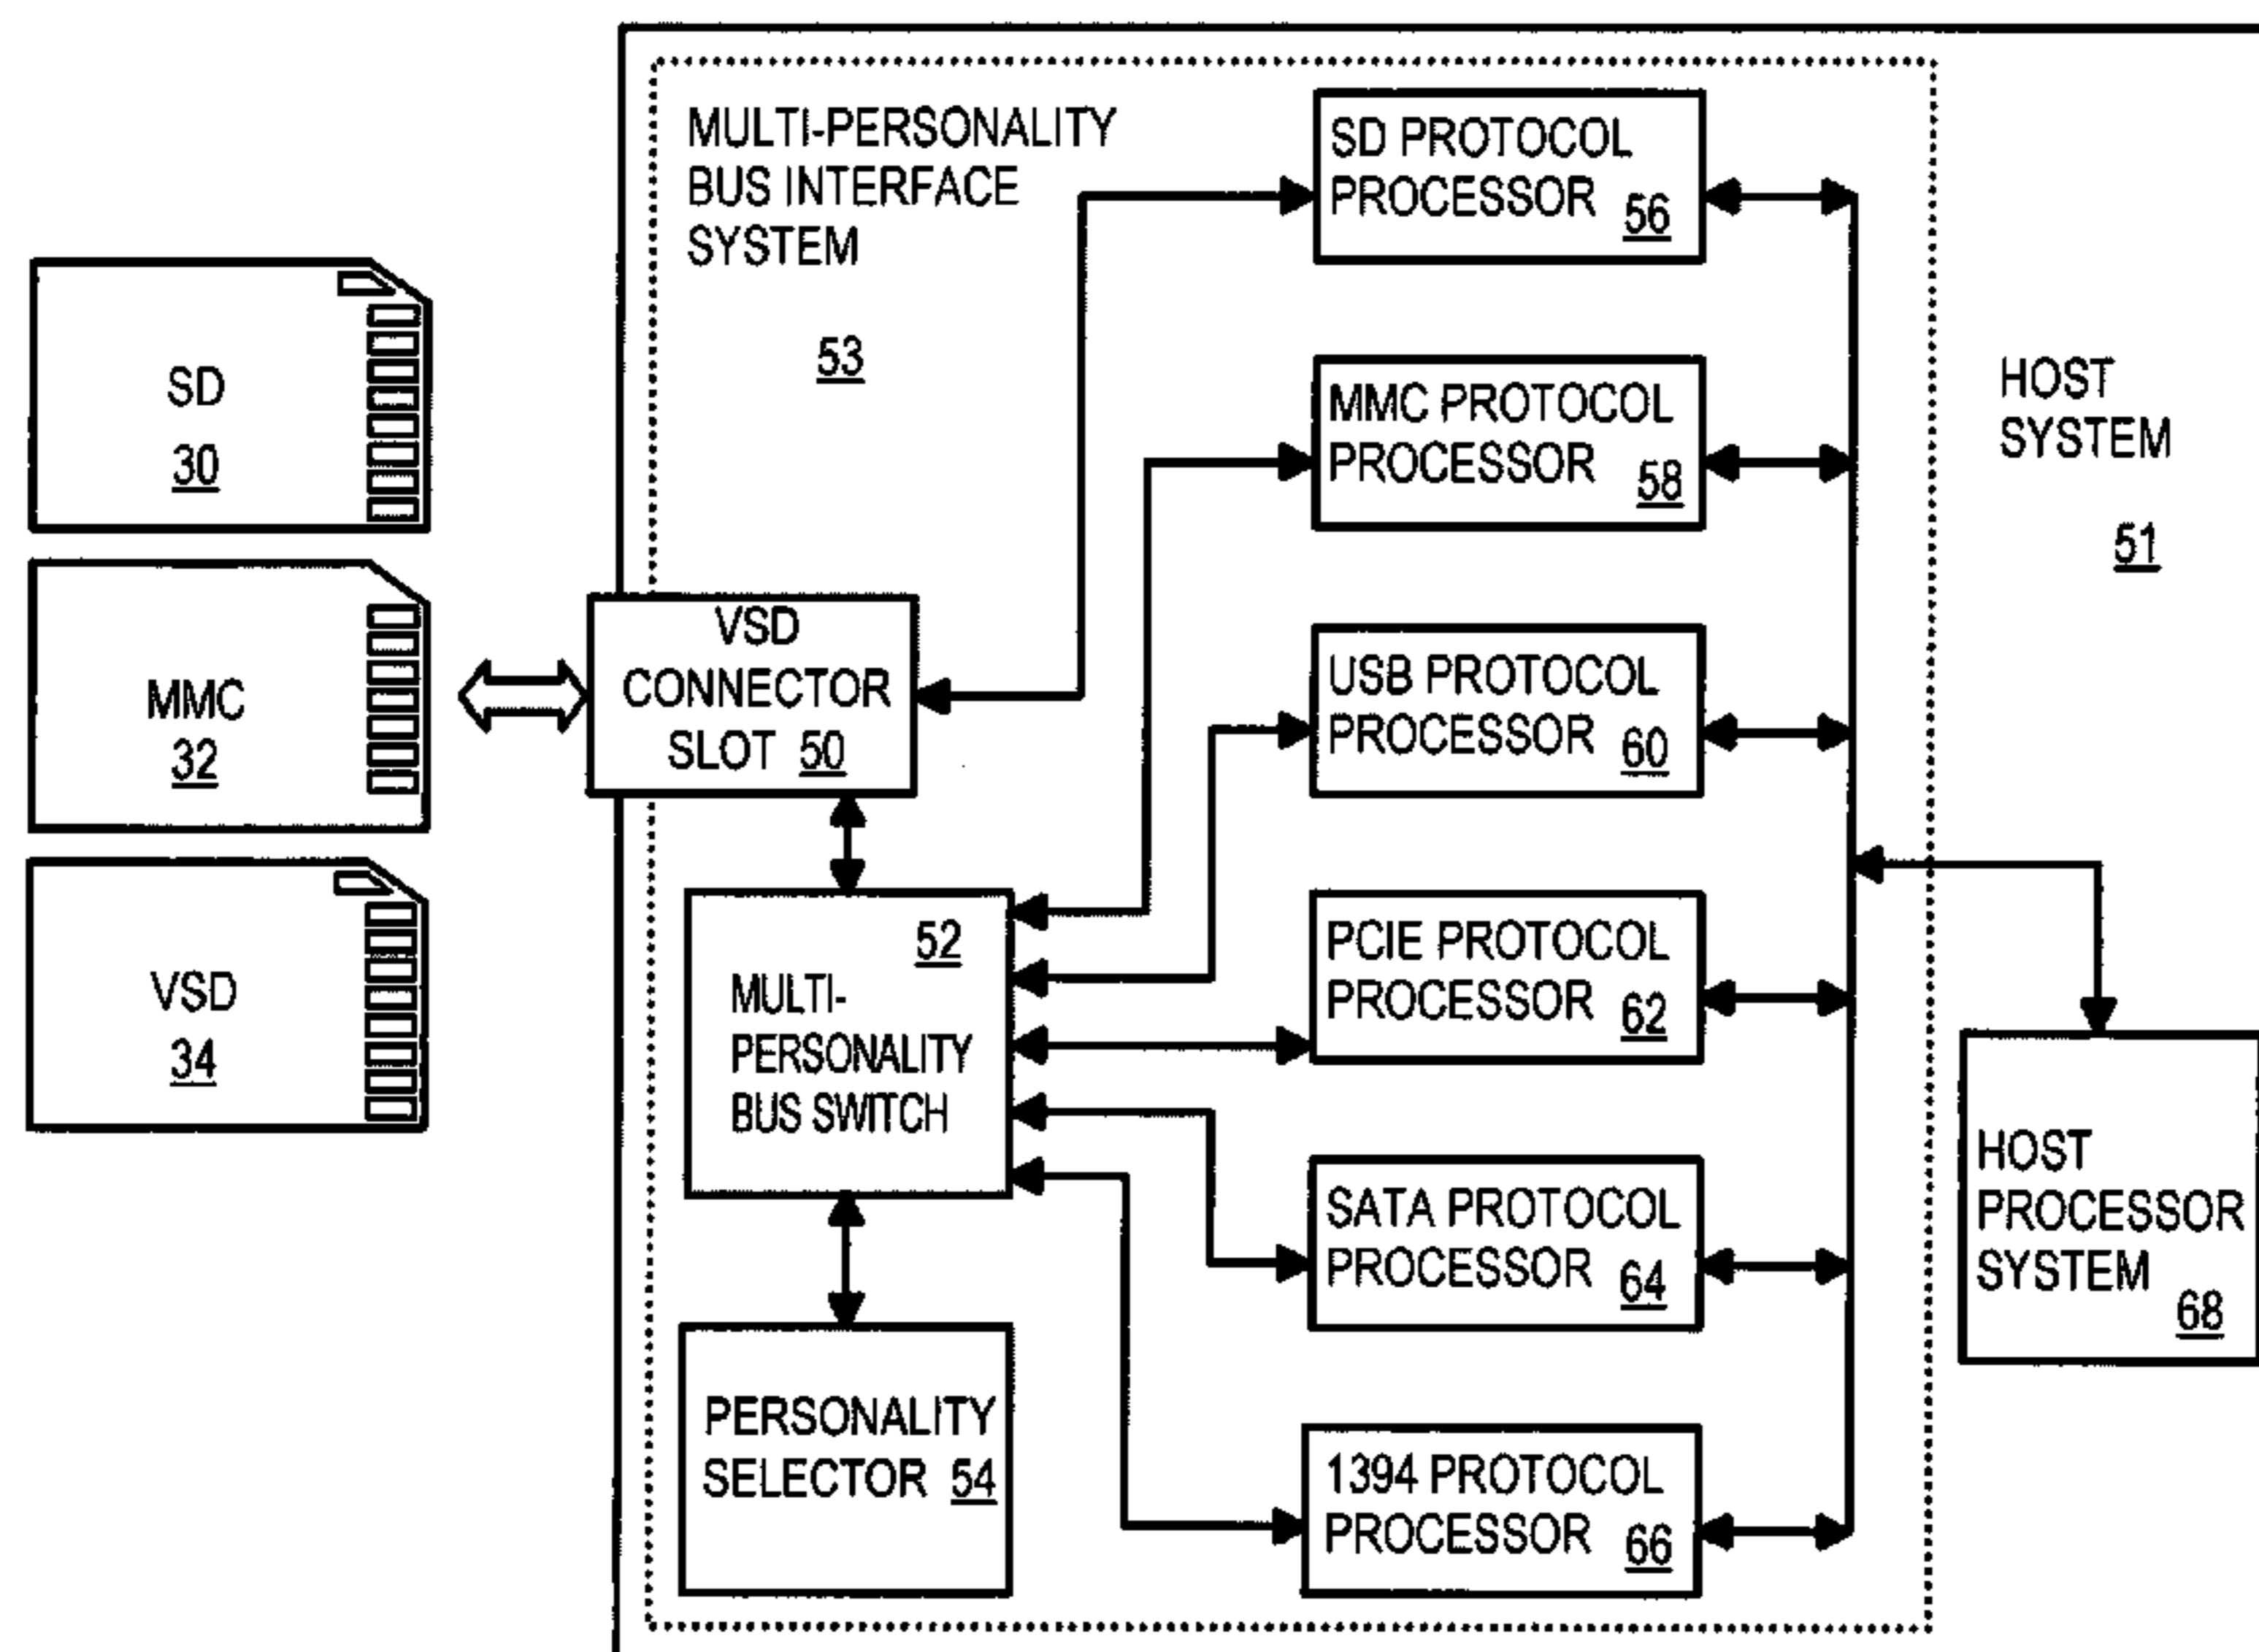 MULTI-PERSONALITY
BUS INTERFACE
SYSTEM
53
SD
30
MMC
32
VSD
34
VSD
CONNECTOR
SLOT 50
52
MULTI-
PERSONALITY
BUS SWITCH
PERSONALITY
SELECTOR 54
SD PROTOCOL
PROCESSOR 56
MMC PROTOCOL
PROCESSOR 58
USB PROTOCOL
PROCESSOR 60
PCIE PROTOCOL
PROCESSOR 62
SATA PROTOCOL
PROCESSOR 64
1394 PROTOCOL
PROCESSOR 66
HOST
SYSTEM
51
HOST
PROCESSOR
SYSTEM
68